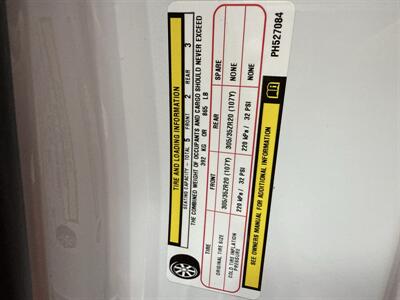 TIRE AND LOADING INFORMATION
SEATING CAPACITY - TOTAL 5 FRONT 2 REAR 3
THE COMBINED WEIGHT OF OCCUPANTS AND CARGO SHOULD NEVER EXCEED
392 KG OR 865 LB
TIRE FRONT REAR SPARE
ORIGINAL TIRE SIZE 305/35ZR20 (107Y) 305/35ZR20 (107Y) NONE
COLD TIRE INFLATION PRESSURE 220 kPa / 32 PSI 220 kPa / 32 PSI NONE
SEE OWNERS MANUAL FOR ADDITIONAL INFORMATION
PH527084